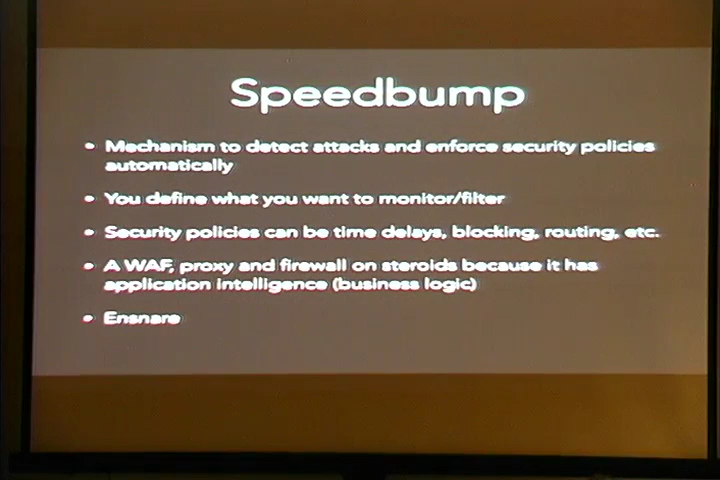 Speedbump
• Mechanism to detect attacks and enforce security policies
automatically
• You define what you want to monitor/filter
• Security policies can be time delays, blocking, routing, etc.
• A WAF, proxy and firewall on steroids because it has
application intelligence (business logic)
• Ensnare